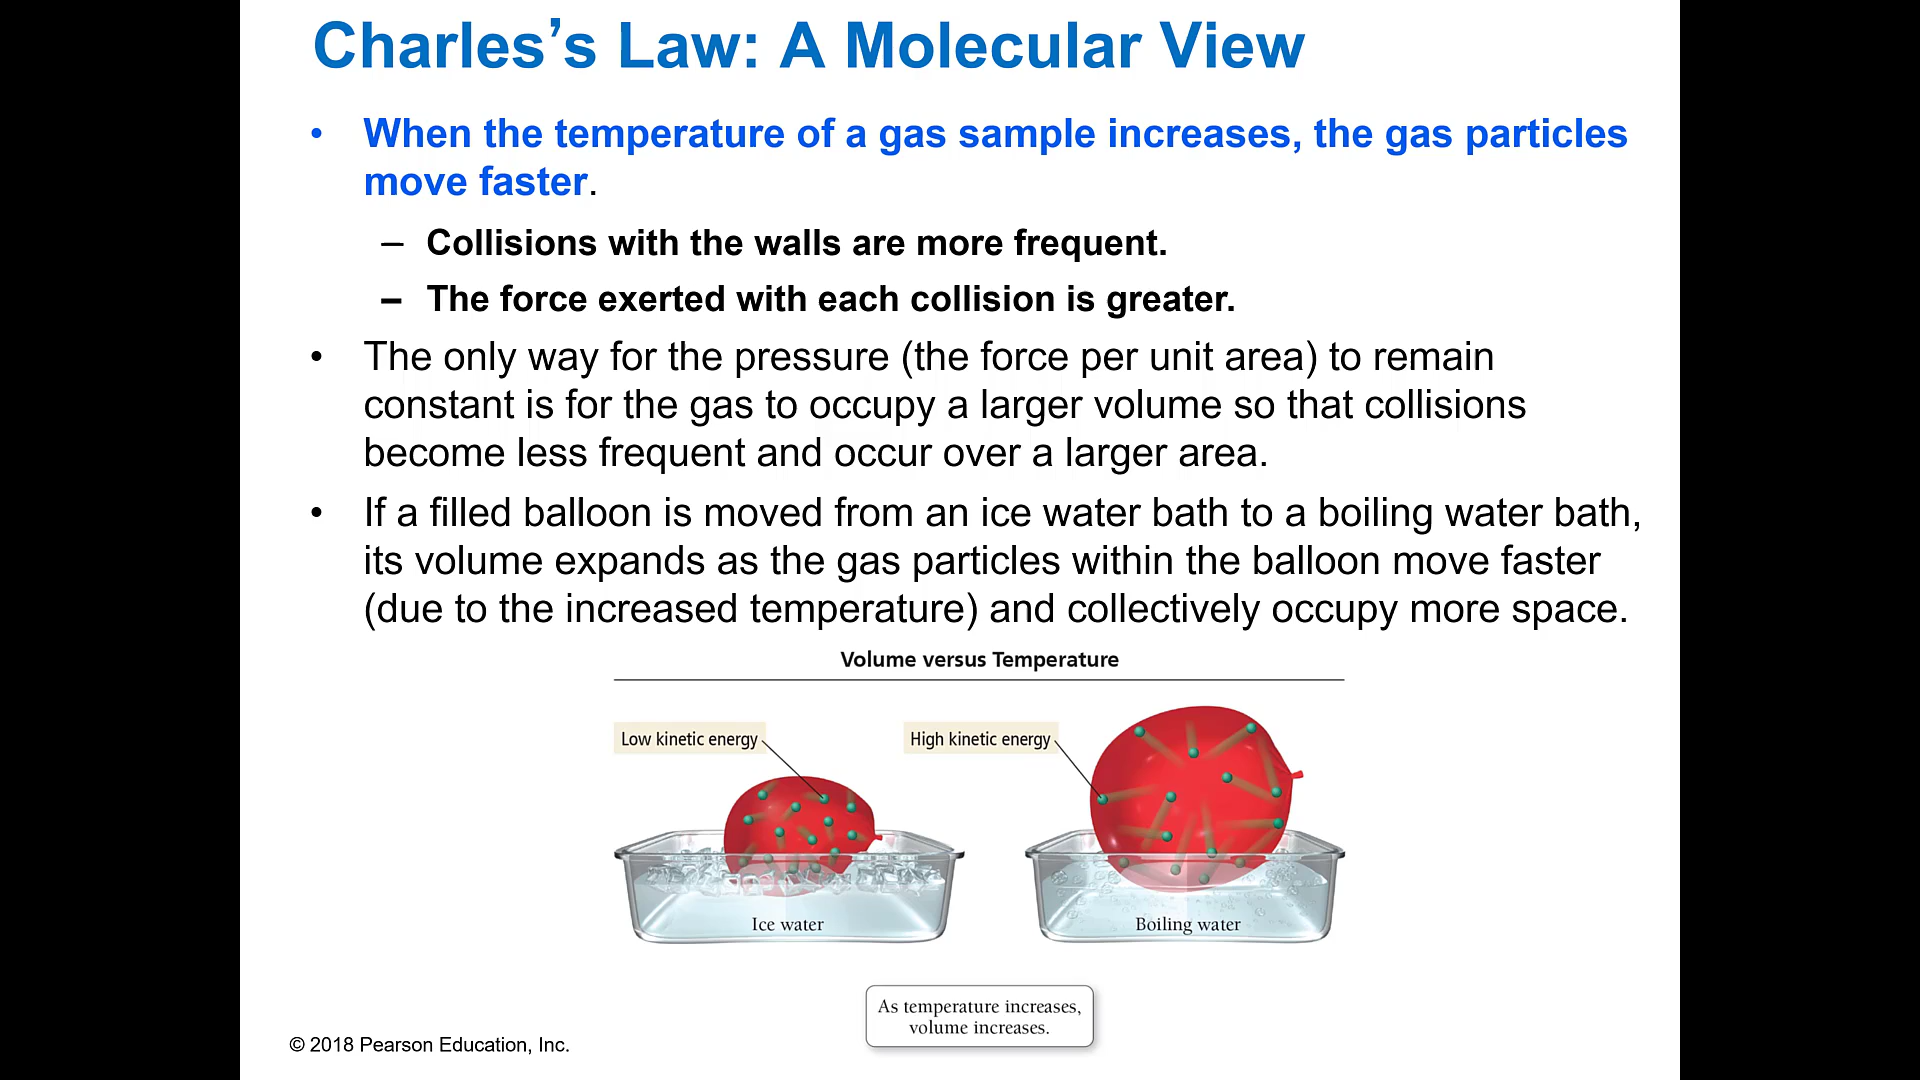 Charles’s Law: A Molecular View
• When the temperature of a gas sample increases, the gas particles
move faster.
– Collisions with the walls are more frequent.
– The force exerted with each collision is greater.
• The only way for the pressure (the force per unit area) to remain
constant is for the gas to occupy a larger volume so that collisions
become less frequent and occur over a larger area.
• If a filled balloon is moved from an ice water bath to a boiling water bath,
its volume expands as the gas particles within the balloon move faster
(due to the increased temperature) and collectively occupy more space.
Volume versus Temperature
Low kinetic energy
High kinetic energy
Ice water
Boiling water
As temperature increases,
volume increases.
© 2018 Pearson Education, Inc.